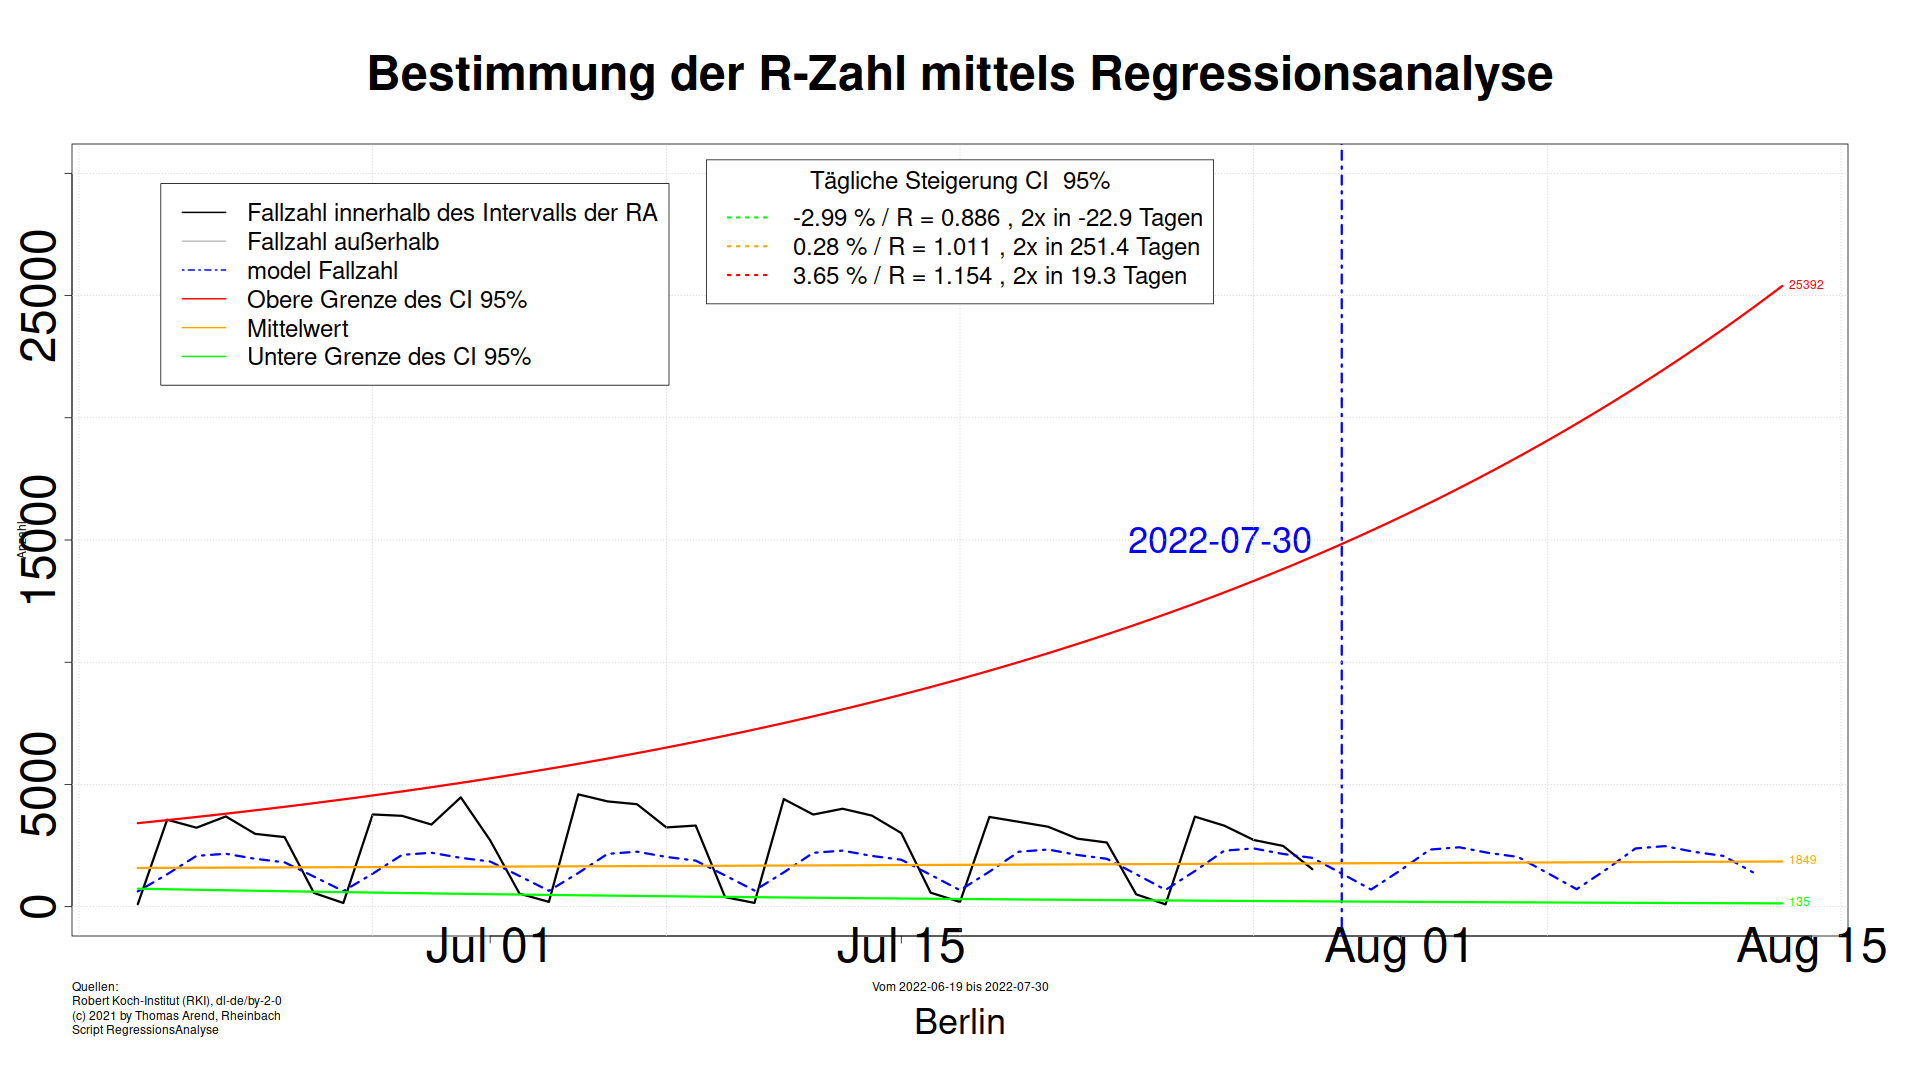 Bestimmung der R-Zahl mittels Regressionsanalyse
Fallzahl innerhalb des Intervalls der RA
Fallzahl außerhalb
model Fallzahl
Obere Grenze des CI 95%
Mittelwert
Untere Grenze des CI 95%
Tägliche Steigerung CI  95%
-2.99 % / R = 0.886 , 2x in -22.9 Tagen
0.28 % / R = 1.011 , 2x in 251.4 Tagen
3.65 % / R = 1.154 , 2x in 19.3 Tagen
25000
15000
5000
0
Anzahl
2022-07-30
25392
1849
135
Jul 01
Jul 15
Aug 01
Aug 15
Quellen:
Robert Koch-Institut (RKI), dl-de/by-2-0
(c) 2021 by Thomas Arend, Rheinbach
Script RegressionsAnalyse
Vom 2022-06-19 bis 2022-07-30
Berlin